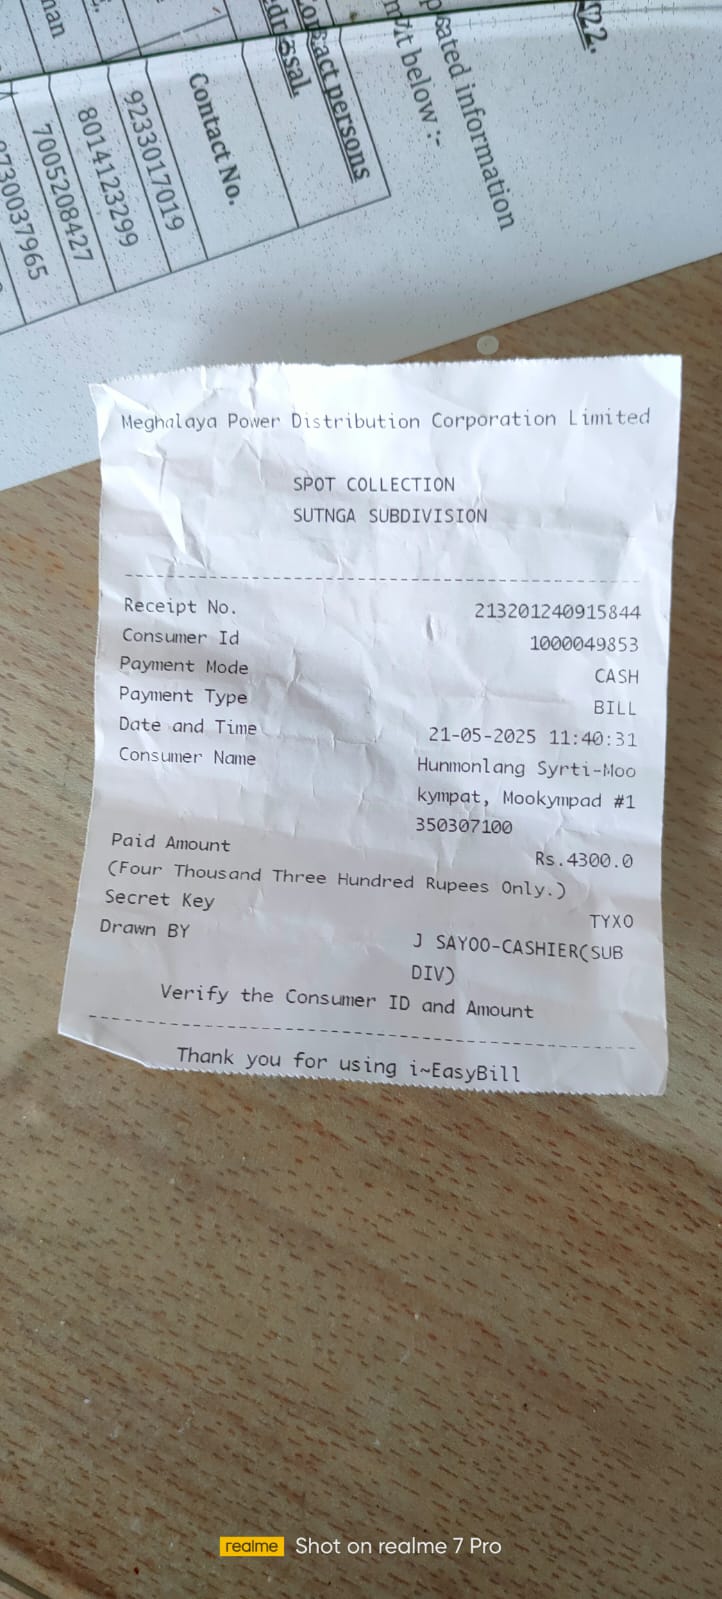 022.
pdated information
it below :-
Contact persons
Contact No.
9233017019
8014123299
7005208427
8730037965
Meghalaya Power Distribution Corporation Limited
SPOT COLLECTION
SUTNGA SUBDIVISION
Receipt No. 213201240915844
Consumer Id 1000049853
Payment Mode CASH
Payment Type BILL
Date and Time 21-05-2025 11:40:31
Consumer Name Hunmonlang Syrti-Moo
kympat, Mookympad #1
350307100
Paid Amount Rs.4300.0
(Four Thousand Three Hundred Rupees Only.)
Secret Key TYXO
Drawn BY J SAYOO-CASHIER(SUB
DIV)
Verify the Consumer ID and Amount
Thank you for using i~EasyBill
realme Shot on realme 7 Pro